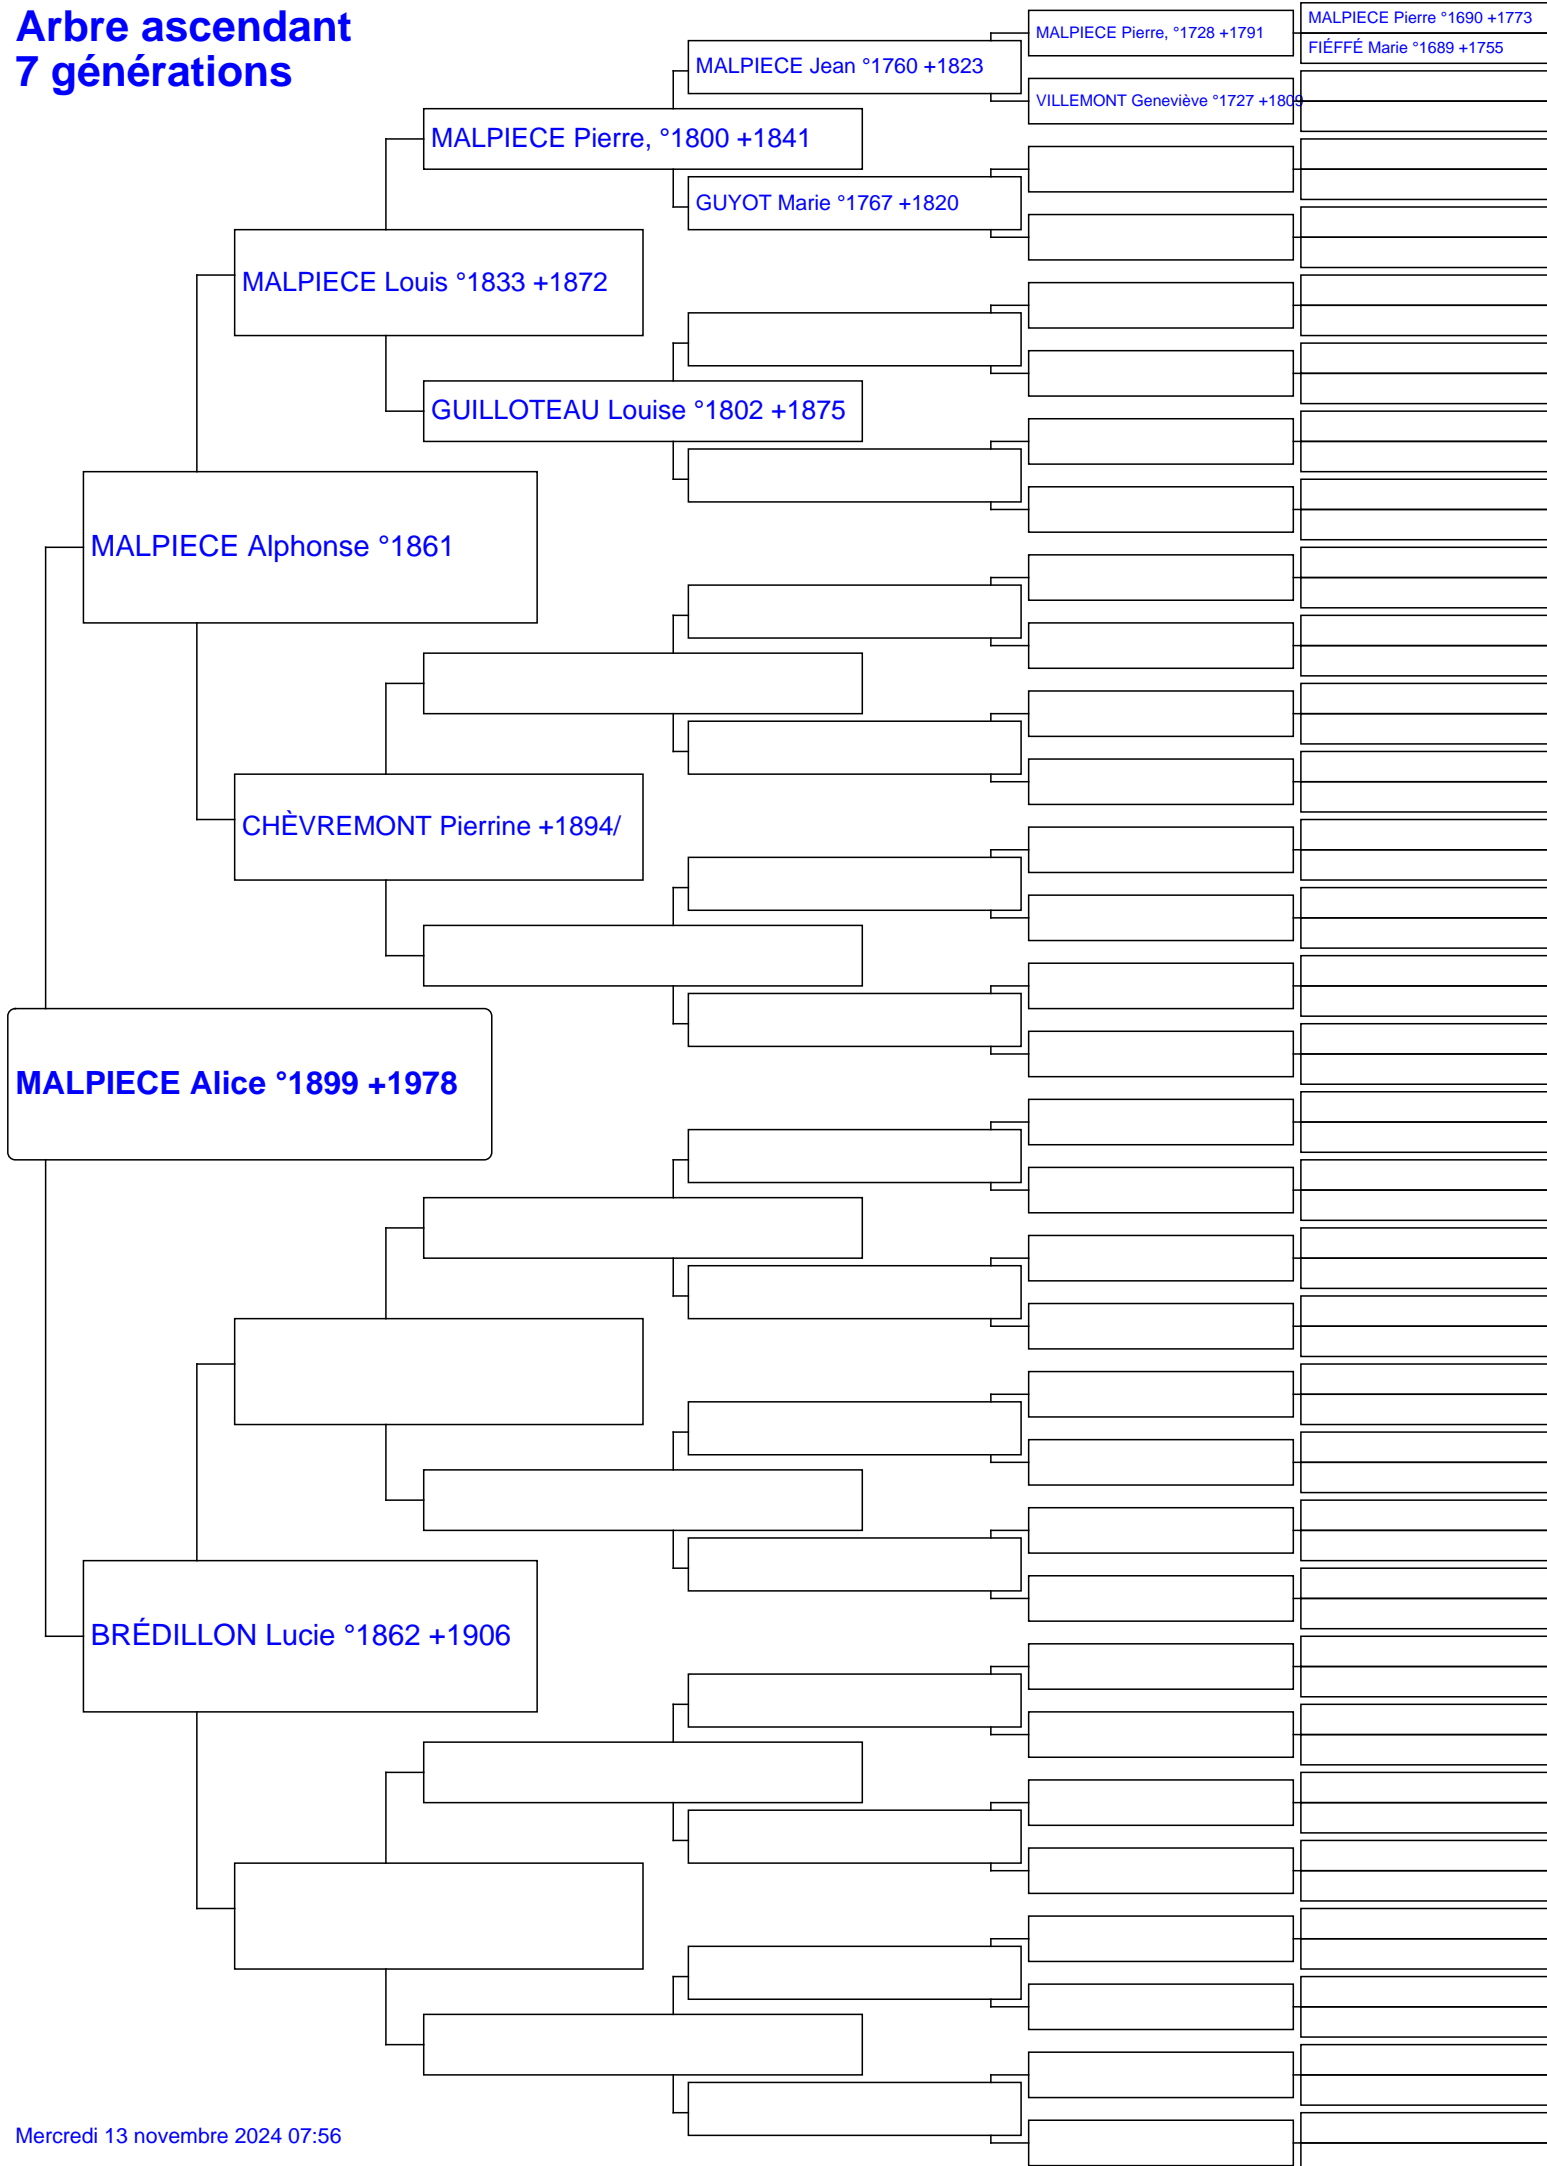 Arbre ascendant
7 générations
MALPIECE Pierre °1690 +1773
MALPIECE Pierre, °1728 +1791
FIÉFFÉ Marie °1689 +1755
MALPIECE Jean °1760 +1823
VILLEMONT Geneviève °1727 +1809
MALPIECE Pierre, °1800 +1841
GUYOT Marie °1767 +1820
MALPIECE Louis °1833 +1872
GUILLOTEAU Louise °1802 +1875
MALPIECE Alphonse °1861
CHÈVREMONT Pierrine +1894/
MALPIECE Alice °1899 +1978
BRÉDILLON Lucie °1862 +1906
Mercredi 13 novembre 2024 07:56